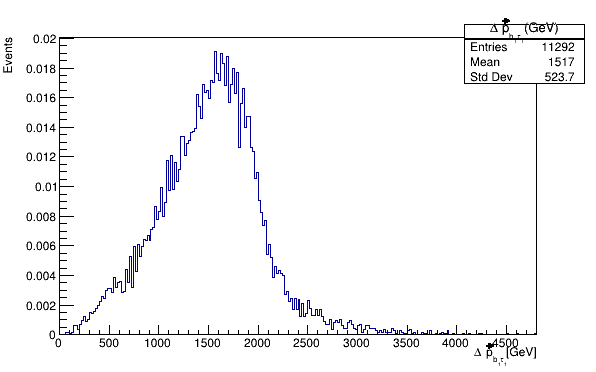 Δ p⃗_b₁τ₁ (GeV)
Entries 11292
Mean 1517
Std Dev 523.7
Events
0.02
0.018
0.016
0.014
0.012
0.01
0.008
0.006
0.004
0.002
0
0 500 1000 1500 2000 2500 3000 3500 4000 4500
Δ p⃗_b₁τ₁ [GeV]